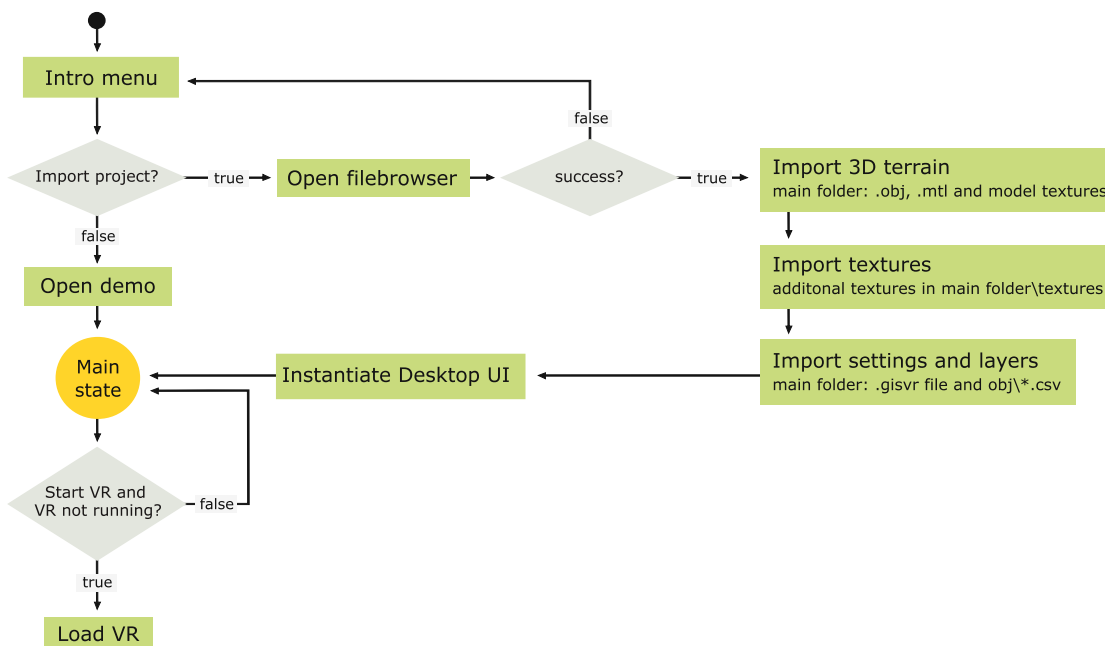 Intro menu
false
Import project?
true
Open filebrowser
success?
true
Import 3D terrain
main folder: .obj, .mtl and model textures
false
Open demo
Import textures
additonal textures in main folder\textures
Main
state
Instantiate Desktop UI
Import settings and layers
main folder: .gisvr file and obj\*.csv
Start VR and
VR not running?
false
true
Load VR